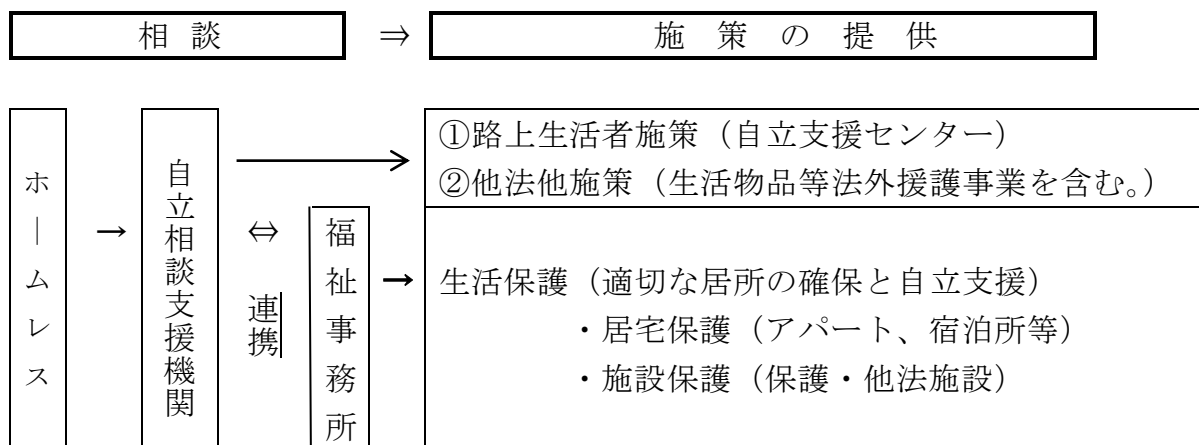 相談 ⇒ 施策の提供
ホームレス
→
自立相談支援機関
⇔
連携
福祉事務所
→
①路上生活者施策（自立支援センター）
②他法他施策（生活物品等法外援護事業を含む。）
生活保護（適切な居所の確保と自立支援）
・居宅保護（アパート、宿泊所等）
・施設保護（保護・他法施設）